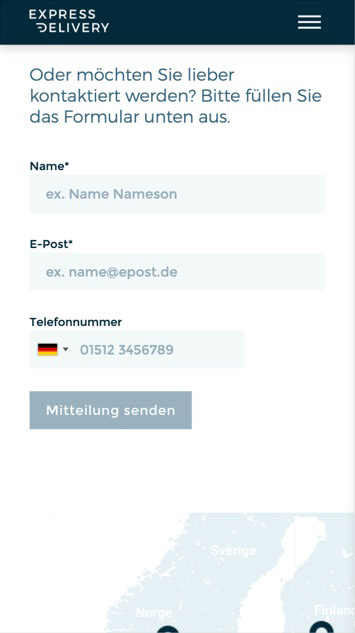 EXPRESS
DELIVERY
Oder möchten Sie lieber
kontaktiert werden? Bitte füllen Sie
das Formular unten aus.
Name*
ex. Name Nameson
E-Post*
ex. name@epost.de
Telefonnummer
01512 3456789
Mitteilung senden
Sverige
Norge
Finland